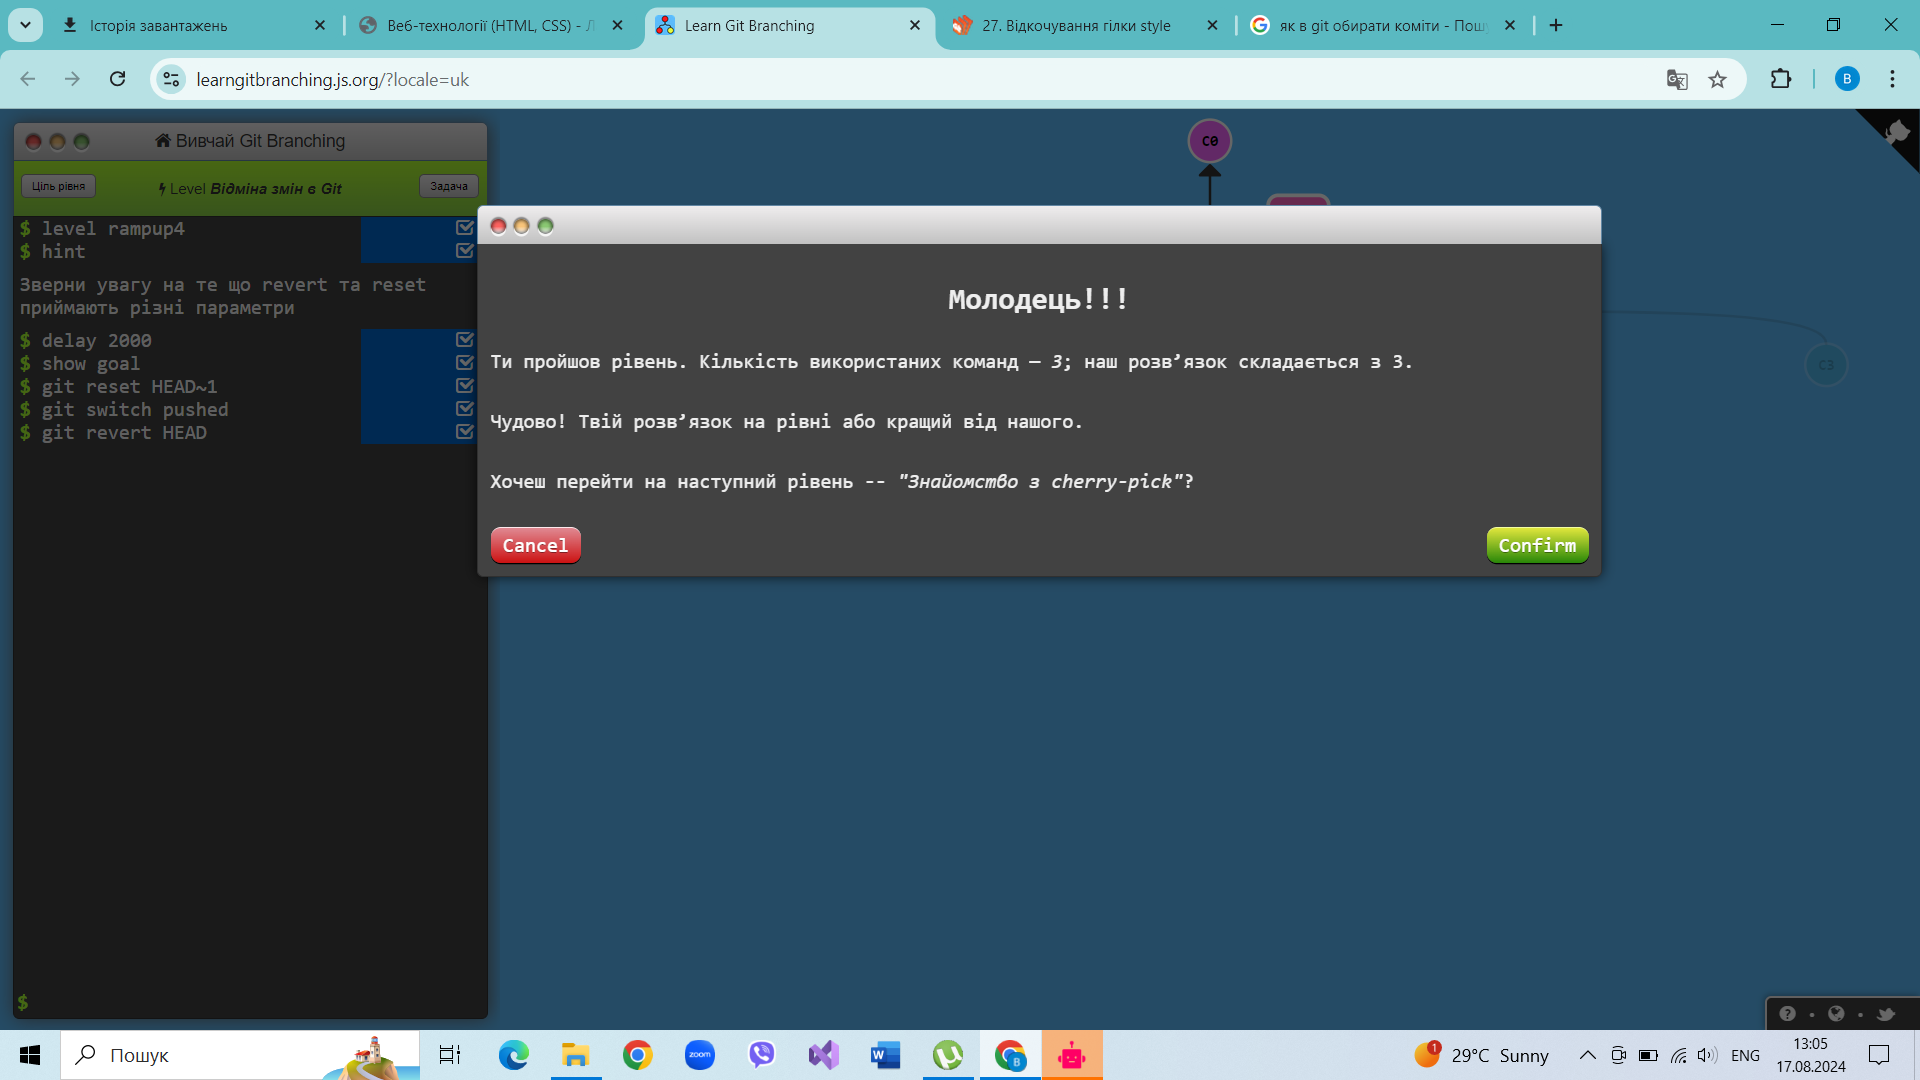 Історія завантажень
Веб-технології (HTML, CSS) - Л
Learn Git Branching
27. Відкочування гілки style
як в git обирати коміти - Пошу
learngitbranching.js.org/?locale=uk
B
Вивчай Git Branching
Ціль рівня
Level Відміна змін в Git
Задача
$ level rampup4
$ hint
Зверни увагу на те що revert та reset
приймають різні параметри
$ delay 2000
$ show goal
$ git reset HEAD~1
$ git switch pushed
$ git revert HEAD
$
C0
C3
Молодець!!!
Ти пройшов рівень. Кількість використаних команд — 3; наш розв’язок складається з 3.
Чудово! Твій розв’язок на рівні або кращий від нашого.
Хочеш перейти на наступний рівень -- "Знайомство з cherry-pick"?
Cancel
Confirm
Пошук
zoom
W
B
1
29°C Sunny
ENG
13:05
17.08.2024